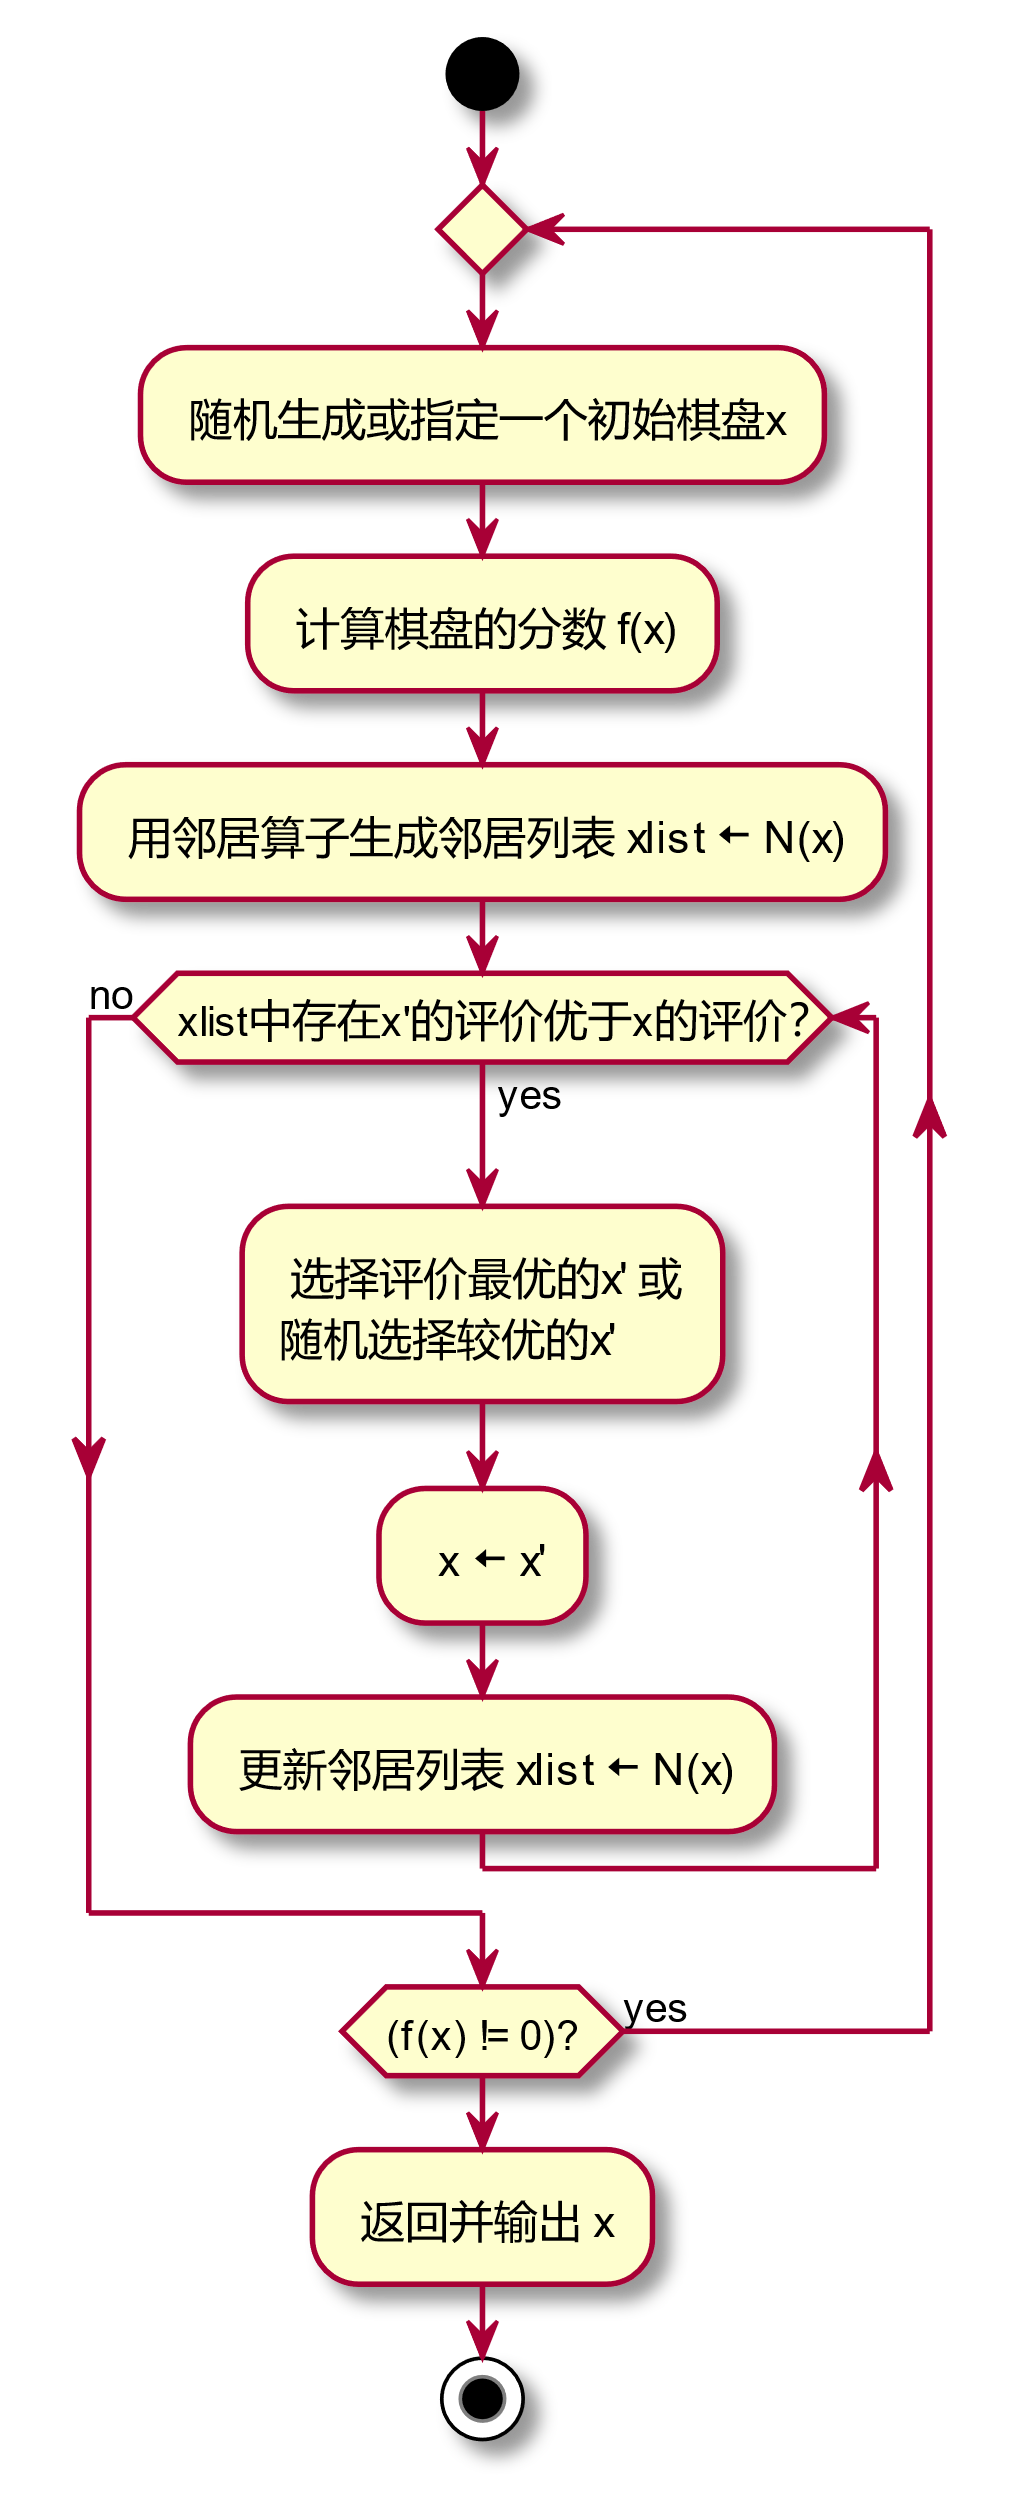 随机生成或指定一个初始棋盘x
计算棋盘的分数 f(x)
用邻居算子生成邻居列表 xlist ← N(x)
no
xlist中存在x'的评价优于x的评价?
yes
选择评价最优的x' 或
随机选择较优的x'
x ← x'
更新邻居列表 xlist ← N(x)
(f(x) != 0)?
yes
返回并输出 x